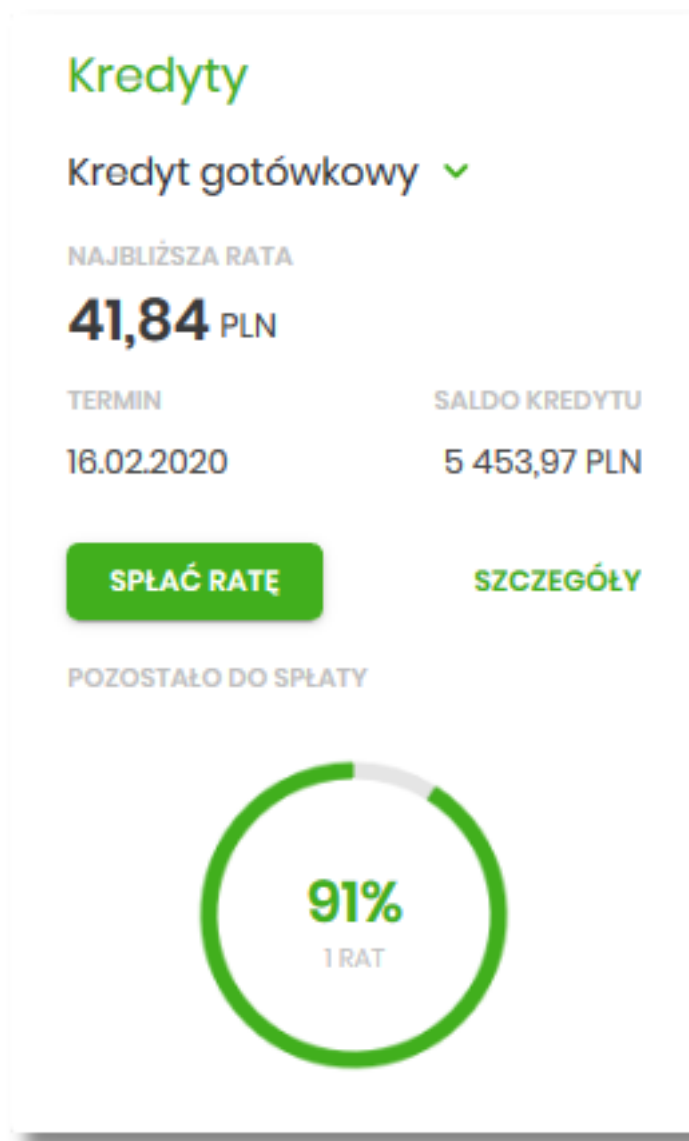 Kredyty
Kredyt gotówkowy
NAJBLIŻSZA RATA
41,84 PLN
TERMIN SALDO KREDYTU
16.02.2020 5 453,97 PLN
SPŁAĆ RATĘ SZCZEGÓŁY
POZOSTAŁO DO SPŁATY
91%
1 RAT